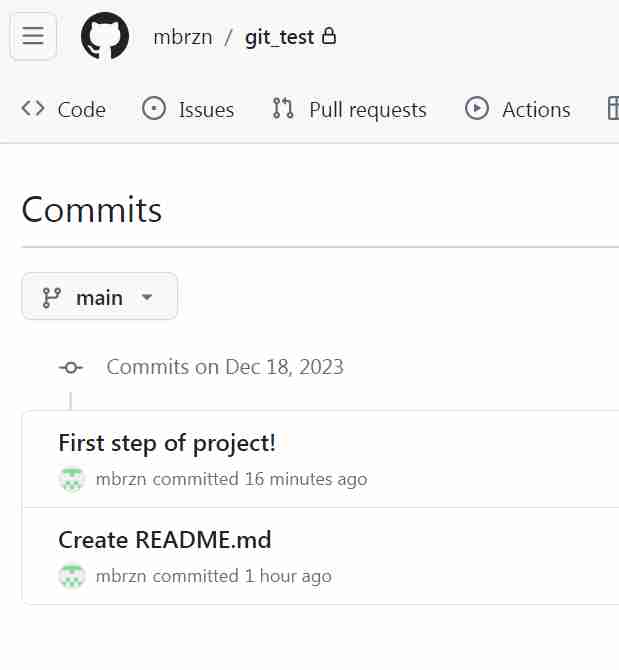 mbrzn / git_test
Code Issues Pull requests Actions
Commits
main
Commits on Dec 18, 2023
First step of project!
mbrzn committed 16 minutes ago
Create README.md
mbrzn committed 1 hour ago